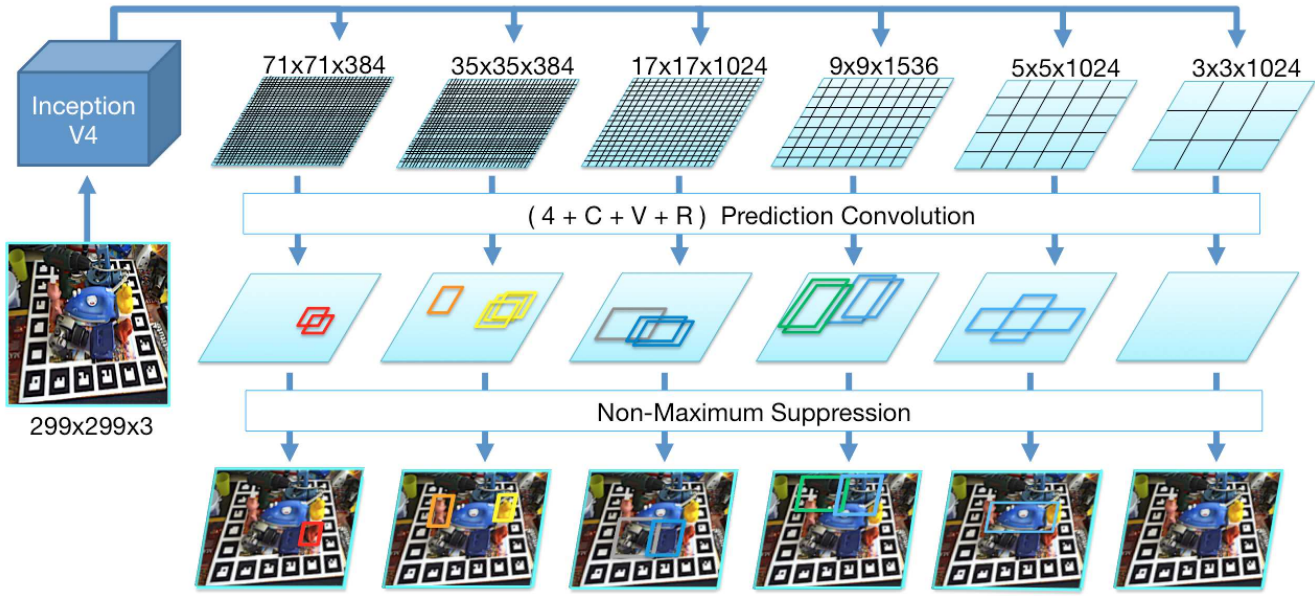 71x71x384
35x35x384
17x17x1024
9x9x1536
5x5x1024
3x3x1024
Inception
V4
( 4 + C + V + R ) Prediction Convolution
299x299x3
Non-Maximum Suppression